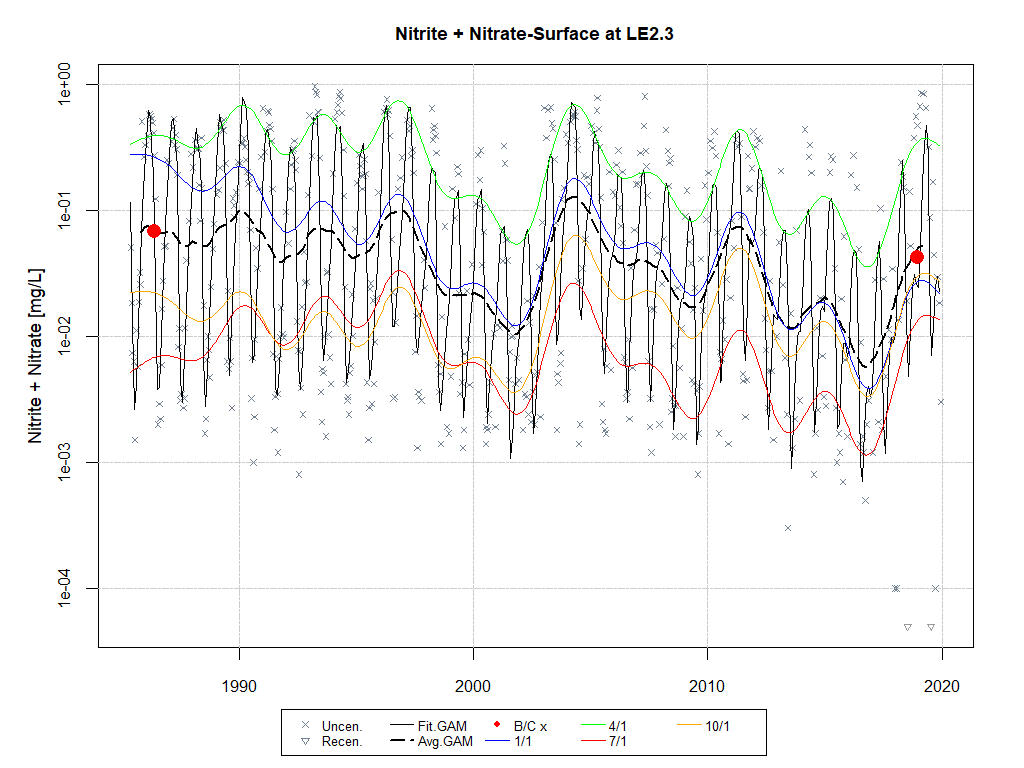 Nitrite + Nitrate-Surface at LE2.3
Nitrite + Nitrate [mg/L]
1e+00
1e-01
1e-02
1e-03
1e-04
1990
2000
2010
2020
Uncen. Fit.GAM B/C x 4/1 10/1
Recen. Avg.GAM 1/1 7/1